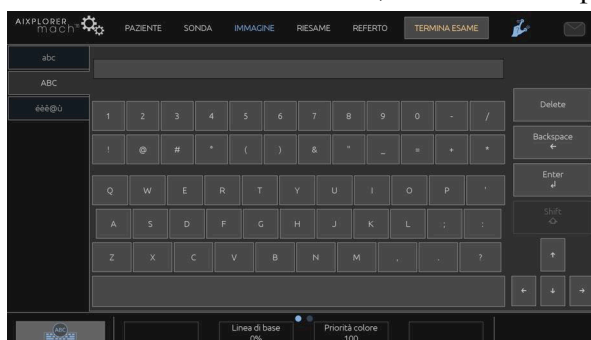 AIXPLORER
mach
PAZIENTE SONDA IMMAGINE RIESAME REFERTO TERMINA ESAME
abc
ABC
éèê@ù
1 2 3 4 5 6 7 8 9 0 - /
Delete
! @ # * ( ) & " _ = + *
Backspace
←
Q W E R T Y U I O P '
Enter
↲
A S D F G H J K L ; :
Shift
Z X C V B N M , . ?
↑
← ↓ →
ABC
Linea di base
0%
Priorità colore
100